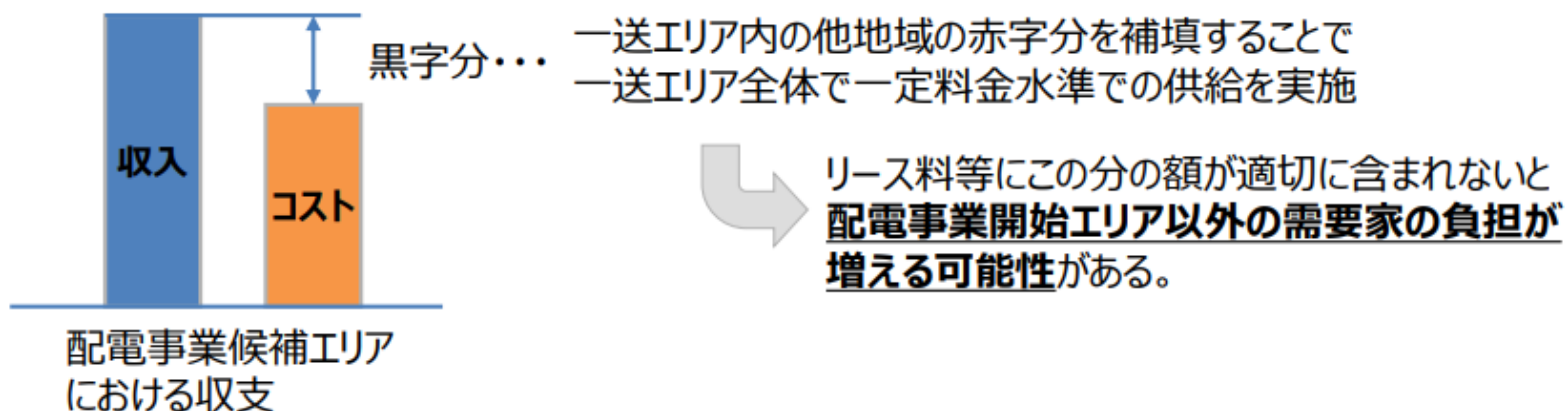 収入
コスト
黒字分・・・
一送エリア内の他地域の赤字分を補填することで
一送エリア全体で一定料金水準での供給を実施
リース料等にこの分の額が適切に含まれないと
配電事業開始エリア以外の需要家の負担が
増える可能性がある。
配電事業候補エリア
における収支